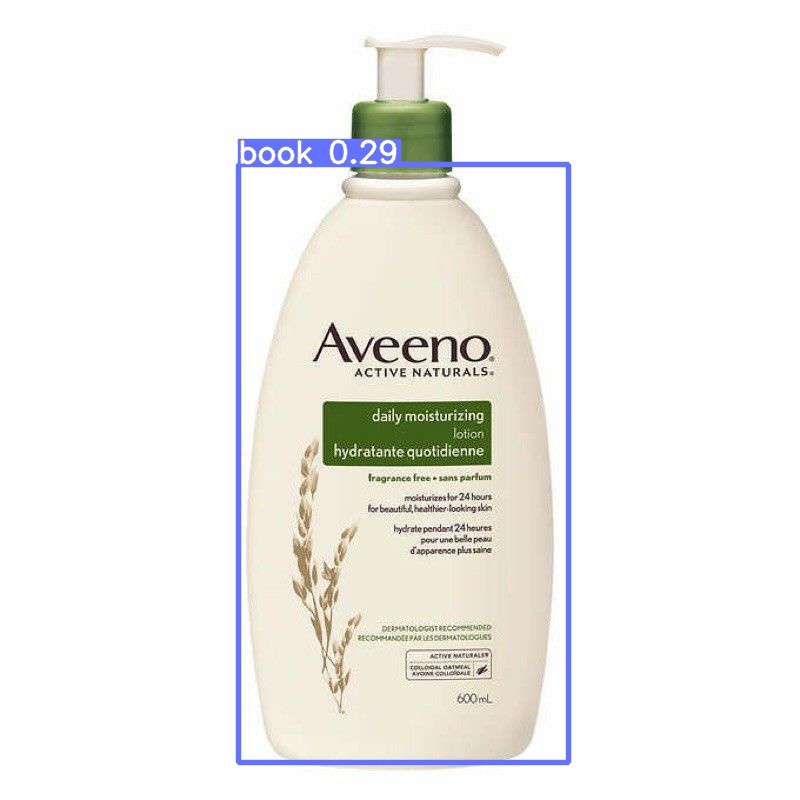 book 0.29
Aveeno®
ACTIVE NATURALS®
daily moisturizing
lotion
hydratante quotidienne
fragrance free • sans parfum
moisturizes for 24 hours
for beautiful, healthier-looking skin
hydrate pendant 24 heures
pour une belle peau
d'apparence plus saine
DERMATOLOGIST RECOMMENDED
RECOMMANDÉE PAR LES DERMATOLOGUES
ACTIVE NATURALS®
COLLOIDAL OATMEAL
AVOINE COLLOÏDALE
600 mL